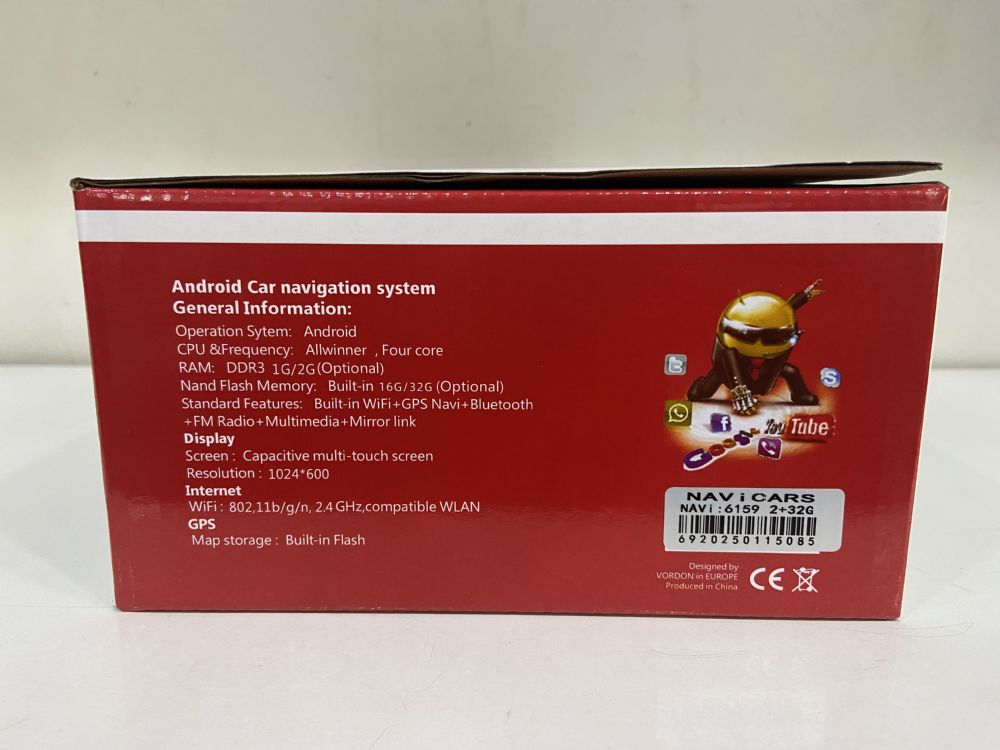 Android Car navigation system
General Information:
Operation Sytem: Android
CPU &Frequency: Allwinner , Four core
RAM: DDR3 1G/2G(Optional)
Nand Flash Memory: Built-in 16G/32G (Optional)
Standard Features: Built-in WiFi+GPS Navi+Bluetooth
+FM Radio+Multimedia+Mirror link
Display
Screen : Capacitive multi-touch screen
Resolution : 1024*600
Internet
WiFi : 802,11b/g/n, 2.4 GHz,compatible WLAN
GPS
Map storage : Built-in Flash
You Tube
Google
NAViCARS
NAVi:6159 2+32G
6920250115085
Designed by
VORDON in EUROPE
Produced in China
CE